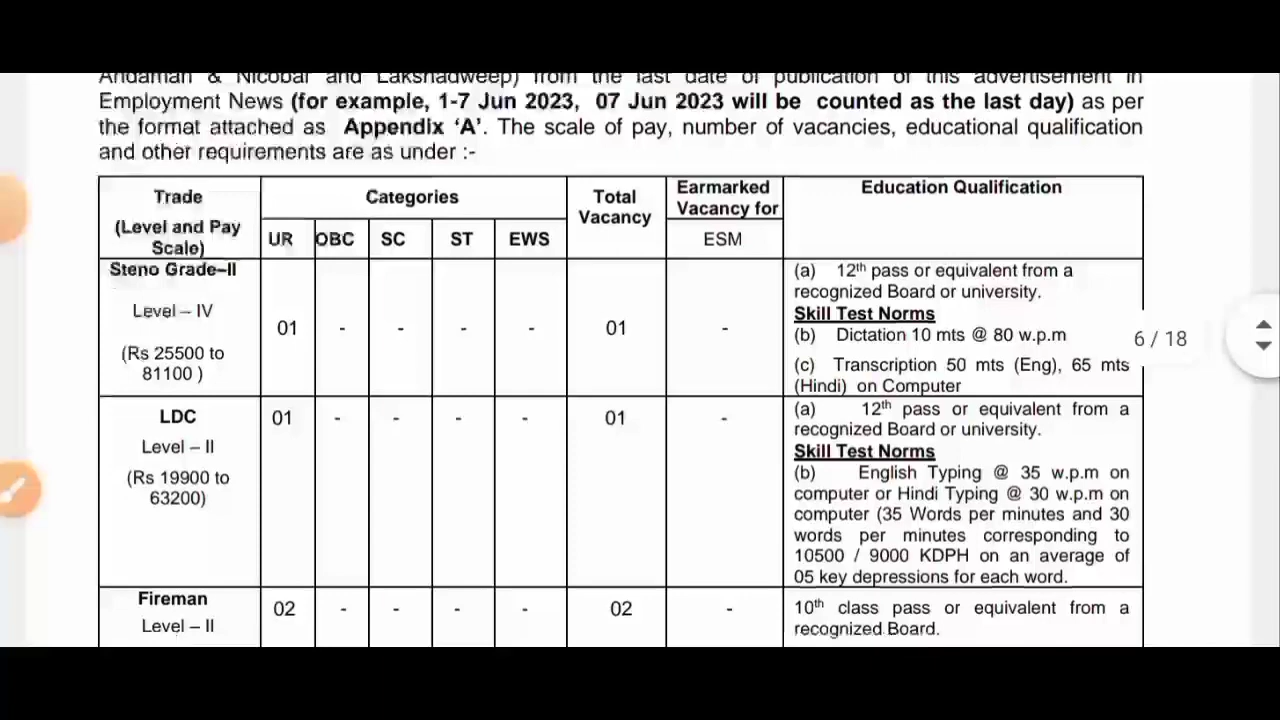 Andaman & Nicobar and Lakshadweep) from the last date of publication of this advertisement in
Employment News (for example, 1-7 Jun 2023, 07 Jun 2023 will be counted as the last day) as per
the format attached as Appendix ‘A’. The scale of pay, number of vacancies, educational qualification
and other requirements are as under :-
Trade
(Level and Pay
Scale)
Categories
UR OBC SC ST EWS
Total
Vacancy
Earmarked
Vacancy for
ESM
Education Qualification
Steno Grade–II
Level – IV
(Rs 25500 to
81100 )
01 - - - - 01 -
(a) 12th pass or equivalent from a
recognized Board or university.
Skill Test Norms
(b) Dictation 10 mts @ 80 w.p.m
(c) Transcription 50 mts (Eng), 65 mts
(Hindi) on Computer
6 / 18
LDC
Level – II
(Rs 19900 to
63200)
01 - - - - 01 -
(a) 12th pass or equivalent from a
recognized Board or university.
Skill Test Norms
(b) English Typing @ 35 w.p.m on
computer or Hindi Typing @ 30 w.p.m on
computer (35 Words per minutes and 30
words per minutes corresponding to
10500 / 9000 KDPH on an average of
05 key depressions for each word.
Fireman
Level – II
02 - - - - 02 -
10th class pass or equivalent from a
recognized Board.